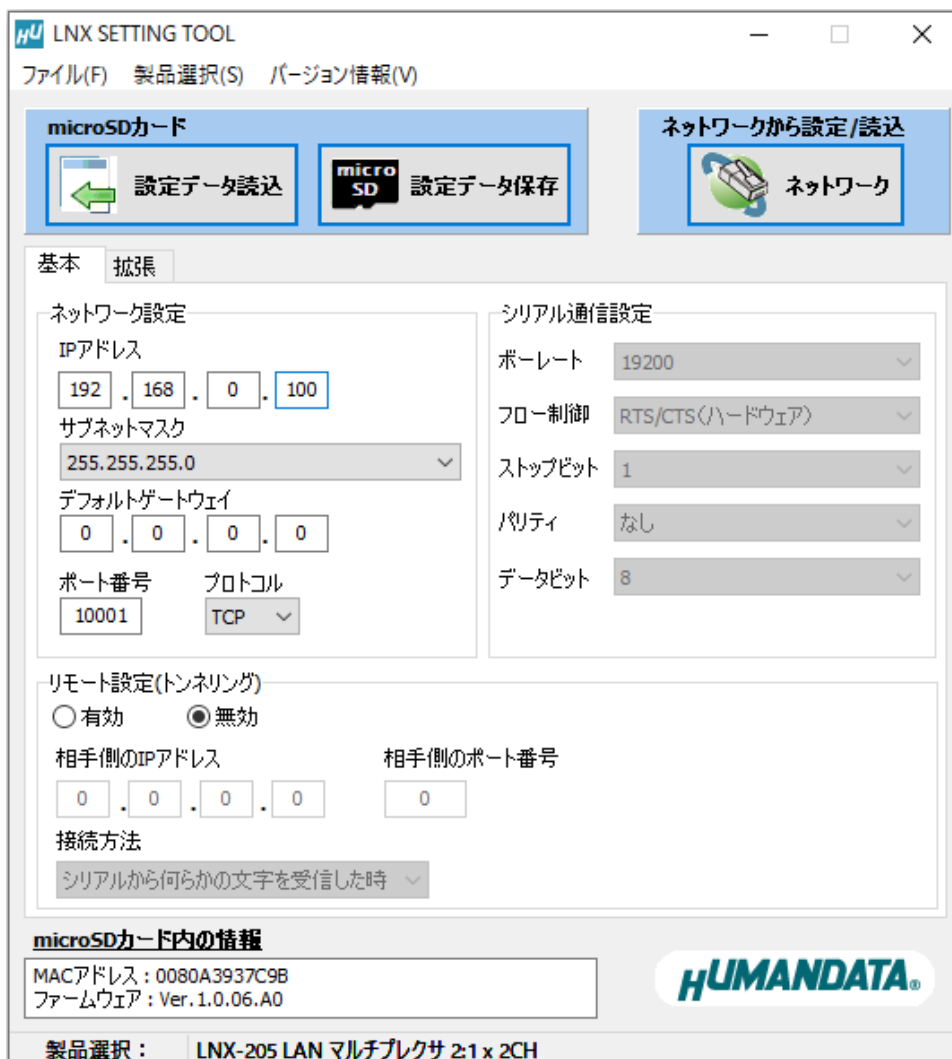 HU LNX SETTING TOOL
ファイル(F) 製品選択(S) バージョン情報(V)
microSDカード
設定データ読込
micro
SD
設定データ保存
ネットワークから設定/読込
ネットワーク
基本 拡張
ネットワーク設定
IPアドレス
192 . 168 . 0 . 100
サブネットマスク
255.255.255.0
デフォルトゲートウェイ
0 . 0 . 0 . 0
ポート番号 プロトコル
10001 TCP
シリアル通信設定
ボーレート 19200
フロー制御 RTS/CTS(ハードウェア)
ストップビット 1
パリティ なし
データビット 8
リモート設定(トンネリング)
有効 無効
相手側のIPアドレス 相手側のポート番号
0 . 0 . 0 . 0 0
接続方法
シリアルから何らかの文字を受信した時
microSDカード内の情報
MACアドレス : 0080A3937C9B
ファームウェア : Ver.1.0.06.A0
HUMANDATA®
製品選択: LNX-205 LAN マルチプレクサ 2:1 x 2CH